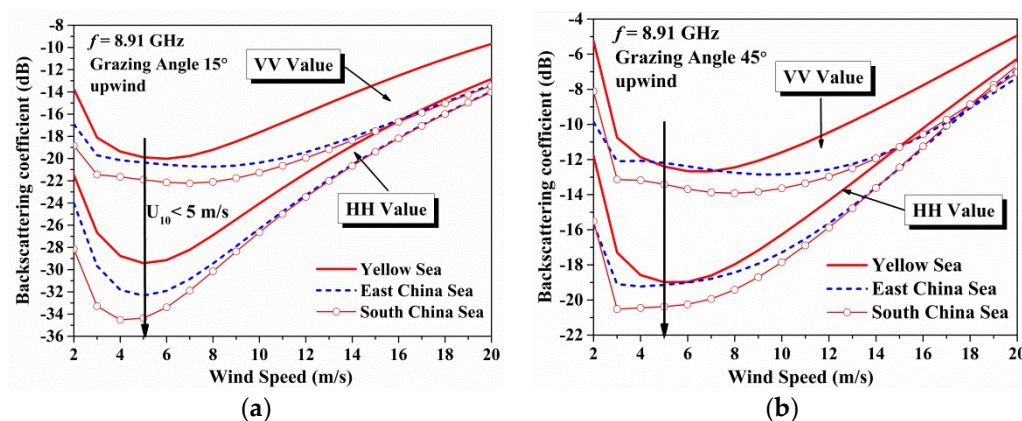 f = 8.91 GHz
Grazing Angle 15°
upwind
VV Value
HH Value
U10< 5 m/s
Yellow Sea
East China Sea
South China Sea
Backscattering coefficient (dB)
-8
-10
-12
-14
-16
-18
-20
-22
-24
-26
-28
-30
-32
-34
-36
2 4 6 8 10 12 14 16 18 20
Wind Speed (m/s)
(a)
f = 8.91 GHz
Grazing Angle 45°
upwind
VV Value
HH Value
Yellow Sea
East China Sea
South China Sea
Backscattering coefficient (dB)
-4
-6
-8
-10
-12
-14
-16
-18
-20
-22
2 4 6 8 10 12 14 16 18 20
Wind Speed (m/s)
(b)